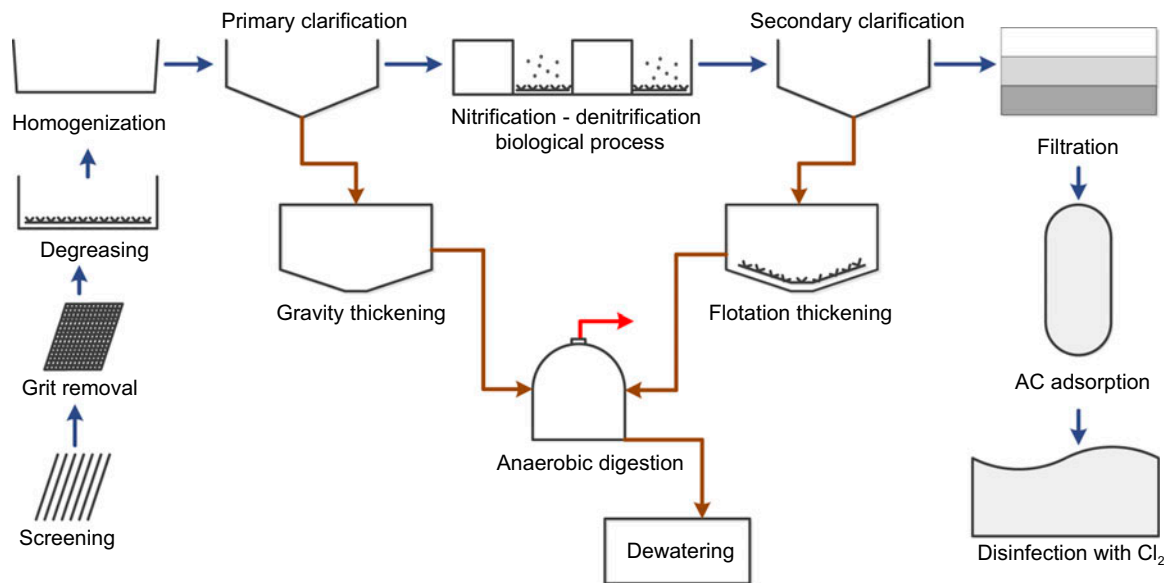 Primary clarification
Secondary clarification
Homogenization
Nitrification - denitrification
biological process
Filtration
Degreasing
Gravity thickening
Flotation thickening
Grit removal
AC adsorption
Anaerobic digestion
Screening
Dewatering
Disinfection with Cl₂